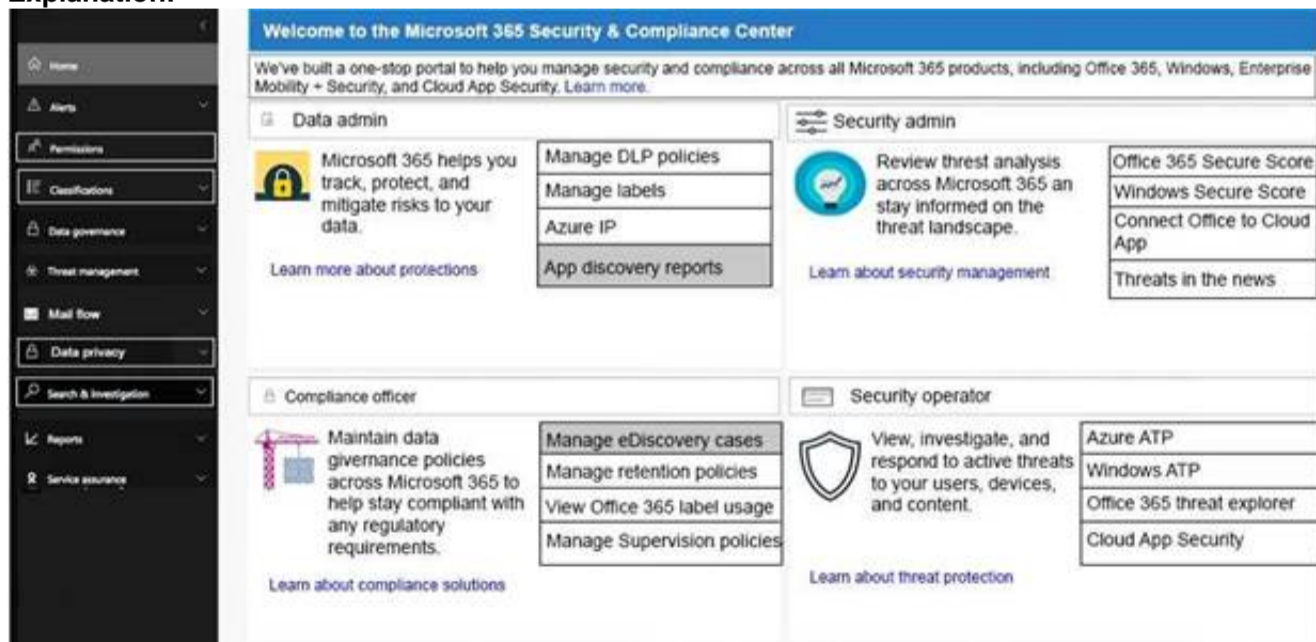 Explanation:
Home
Alerts
Permissions
Classifications
Data governance
Threat management
Mail flow
Data privacy
Search & investigation
Reports
Service assurance
Welcome to the Microsoft 365 Security & Compliance Center
We've built a one-stop portal to help you manage security and compliance across all Microsoft 365 products, including Office 365, Windows, Enterprise
Mobility + Security, and Cloud App Security. Learn more.
Data admin
Microsoft 365 helps you
track, protect, and
mitigate risks to your
data.
Learn more about protections
Manage DLP policies
Manage labels
Azure IP
App discovery reports
Security admin
Review threst analysis
across Microsoft 365 an
stay informed on the
threat landscape.
Learn about security management
Office 365 Secure Score
Windows Secure Score
Connect Office to Cloud
App
Threats in the news
Compliance officer
Maintain data
governance policies
across Microsoft 365 to
help stay compliant with
any regulatory
requirements.
Learn about compliance solutions
Manage eDiscovery cases
Manage retention policies
View Office 365 label usage
Manage Supervision policies
Security operator
View, investigate, and
respond to active threats
to your users, devices,
and content.
Learn about threat protection
Azure ATP
Windows ATP
Office 365 threat explorer
Cloud App Security